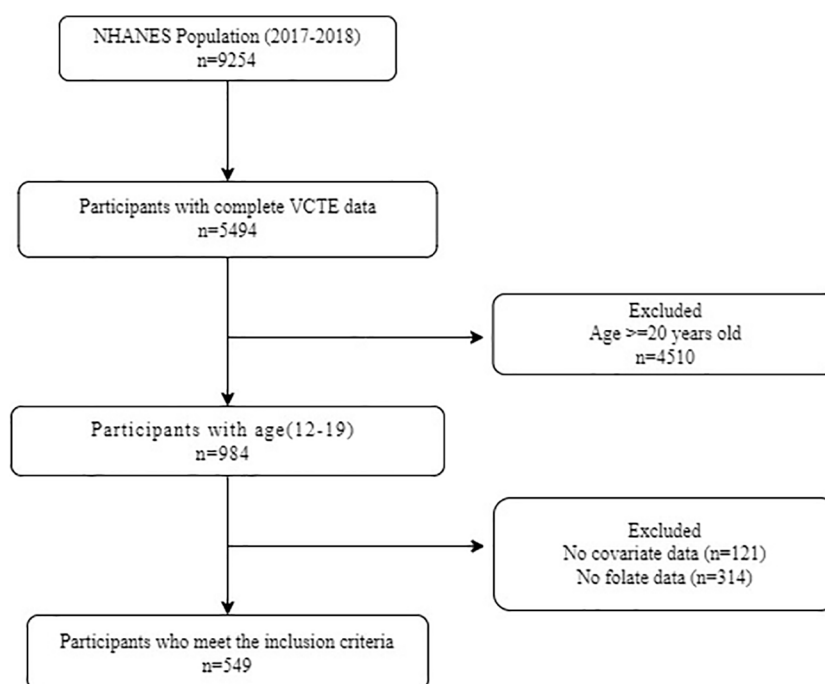 NHANES Population (2017-2018)
n=9254
Participants with complete VCTE data
n=5494
Excluded
Age >=20 years old
n=4510
Participants with age(12-19)
n=984
Excluded
No covariate data (n=121)
No folate data (n=314)
Participants who meet the inclusion criteria
n=549